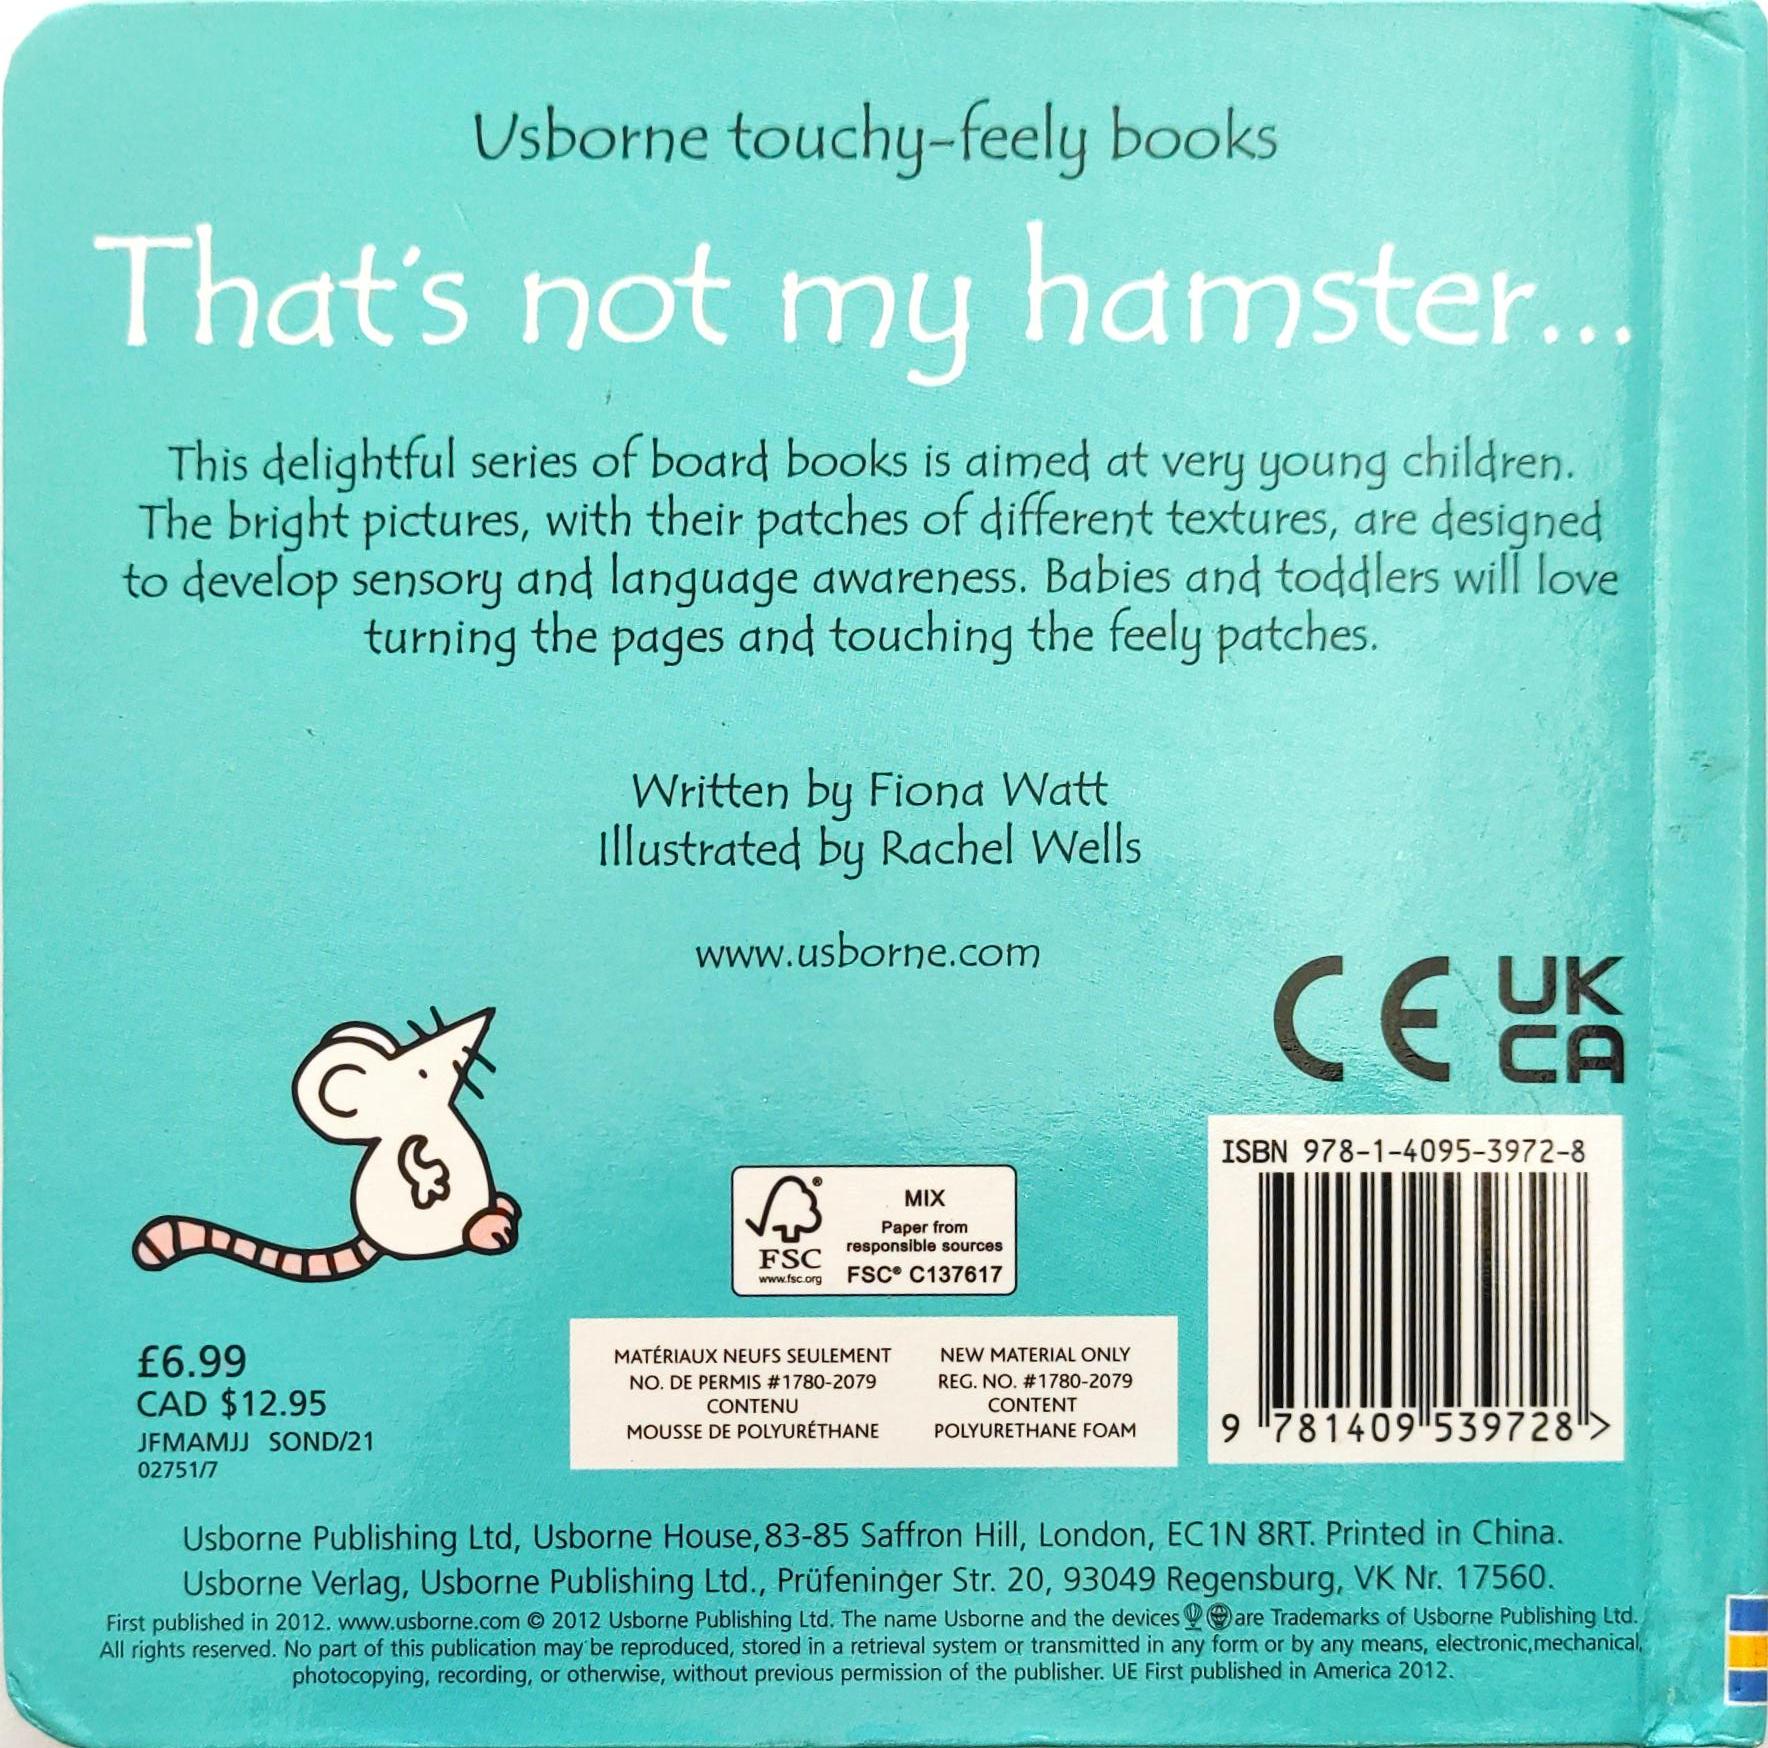 Usborne touchy-feely books
That's not my hamster...
This delightful series of board books is aimed at very young children.
The bright pictures, with their patches of different textures, are designed
to develop sensory and language awareness. Babies and toddlers will love
turning the pages and touching the feely patches.
Written by Fiona Watt
Illustrated by Rachel Wells
www.usborne.com
CE UK
CA
ISBN 978-1-4095-3972-8
9 781409 539728 >
FSC
www.fsc.org
MIX
Paper from
responsible sources
FSC® C137617
£6.99
CAD $12.95
JFMAMJJ SOND/21
02751/7
MATÉRIAUX NEUFS SEULEMENT
NO. DE PERMIS #1780-2079
CONTENU
MOUSSE DE POLYURÉTHANE
NEW MATERIAL ONLY
REG. NO. #1780-2079
CONTENT
POLYURETHANE FOAM
Usborne Publishing Ltd, Usborne House, 83-85 Saffron Hill, London, EC1N 8RT. Printed in China.
Usborne Verlag, Usborne Publishing Ltd., Prüfeninger Str. 20, 93049 Regensburg, VK Nr. 17560.
First published in 2012. www.usborne.com © 2012 Usborne Publishing Ltd. The name Usborne and the devices are Trademarks of Usborne Publishing Ltd.
All rights reserved. No part of this publication may be reproduced, stored in a retrieval system or transmitted in any form or by any means, electronic, mechanical,
photocopying, recording, or otherwise, without previous permission of the publisher. UE First published in America 2012.